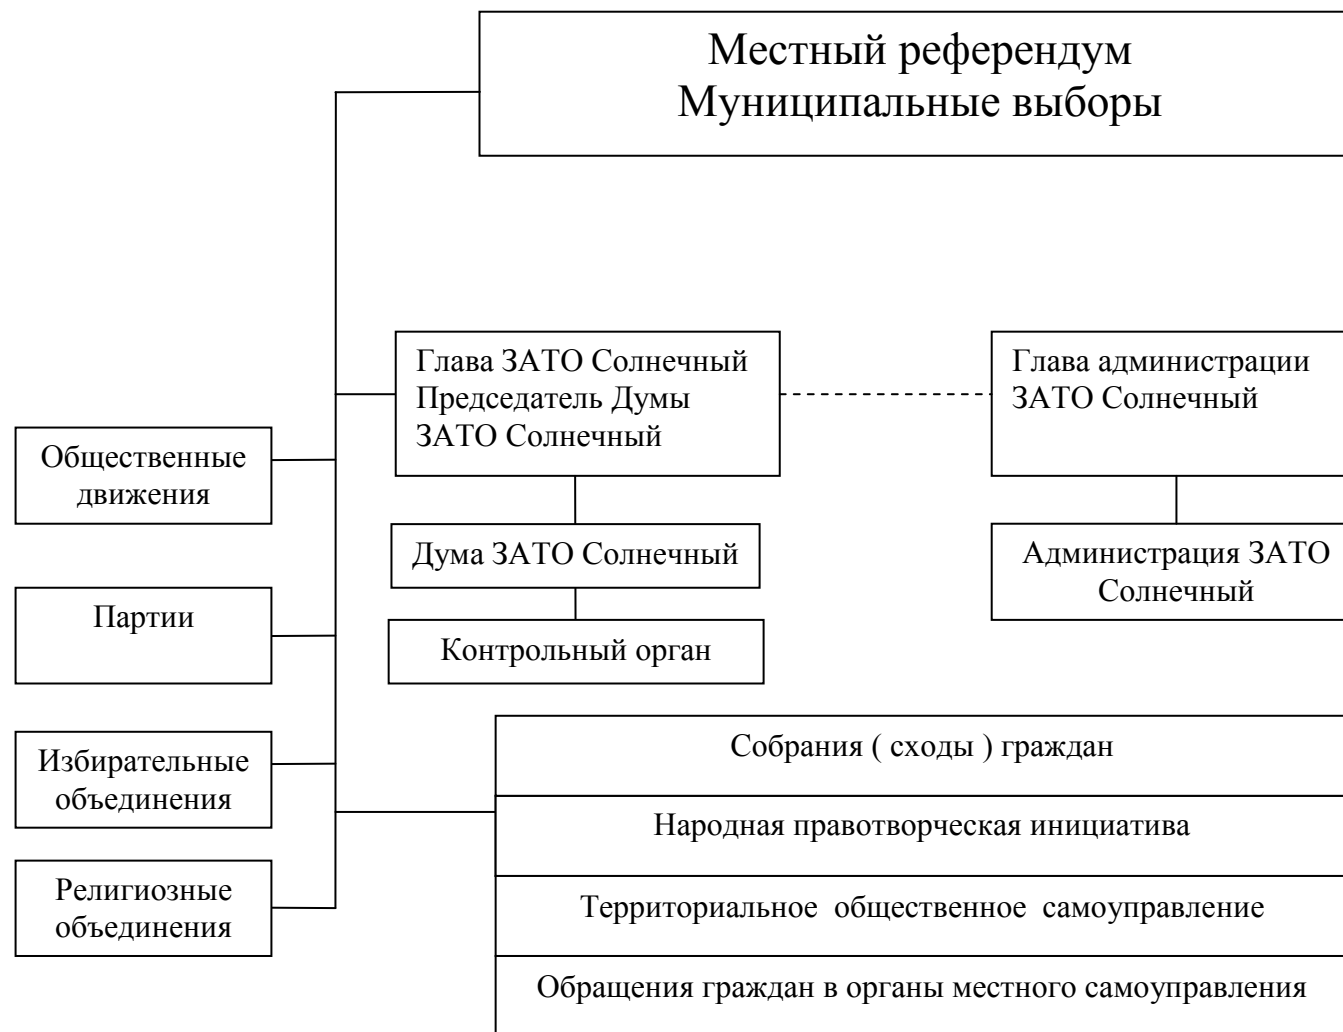 Местный референдум
Муниципальные выборы
Глава ЗАТО Солнечный
Председатель Думы
ЗАТО Солнечный
Глава администрации
ЗАТО Солнечный
Общественные
движения
Дума ЗАТО Солнечный
Администрация ЗАТО
Солнечный
Партии
Контрольный орган
Собрания ( сходы ) граждан
Избирательные
объединения
Народная правотворческая инициатива
Религиозные
объединения
Территориальное общественное самоуправление
Обращения граждан в органы местного самоуправления